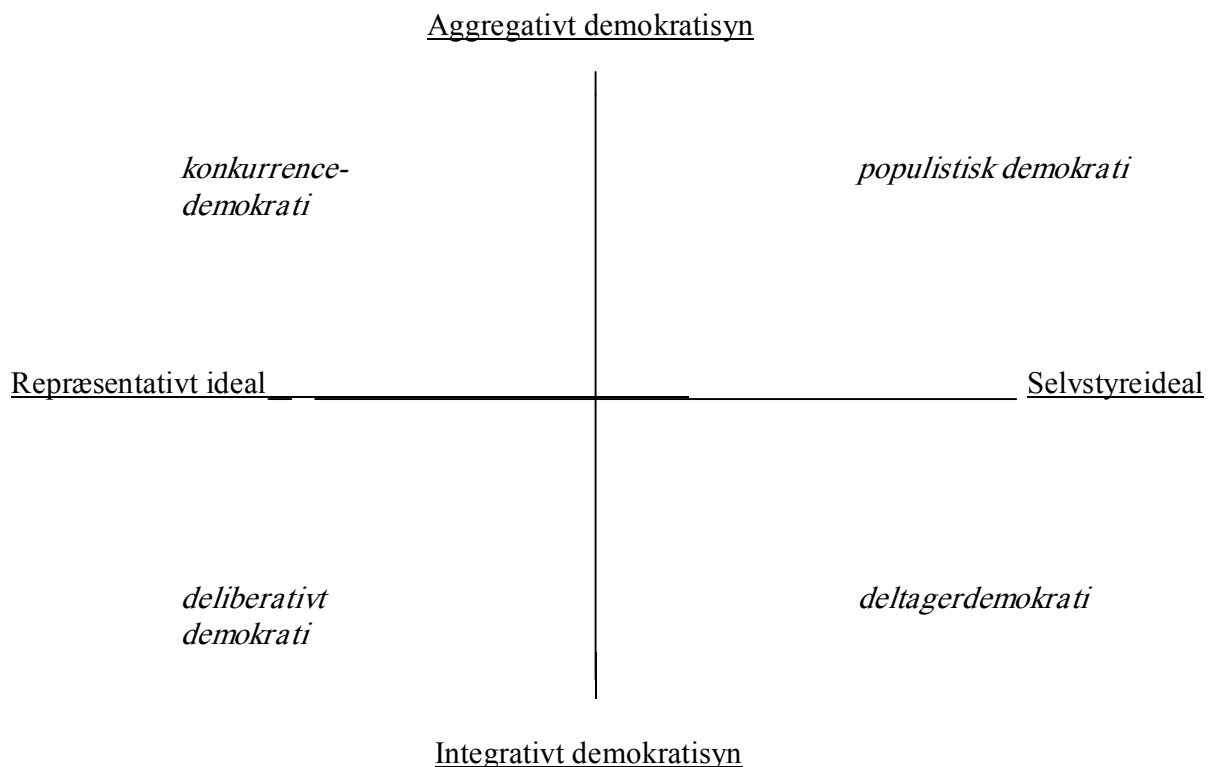 Aggregativt demokratisyn
konkurrence-
demokrati
populistisk demokrati
Repræsentativt ideal
Selvstyreideal
deliberativt
demokrati
deltagerdemokrati
Integrativt demokratisyn